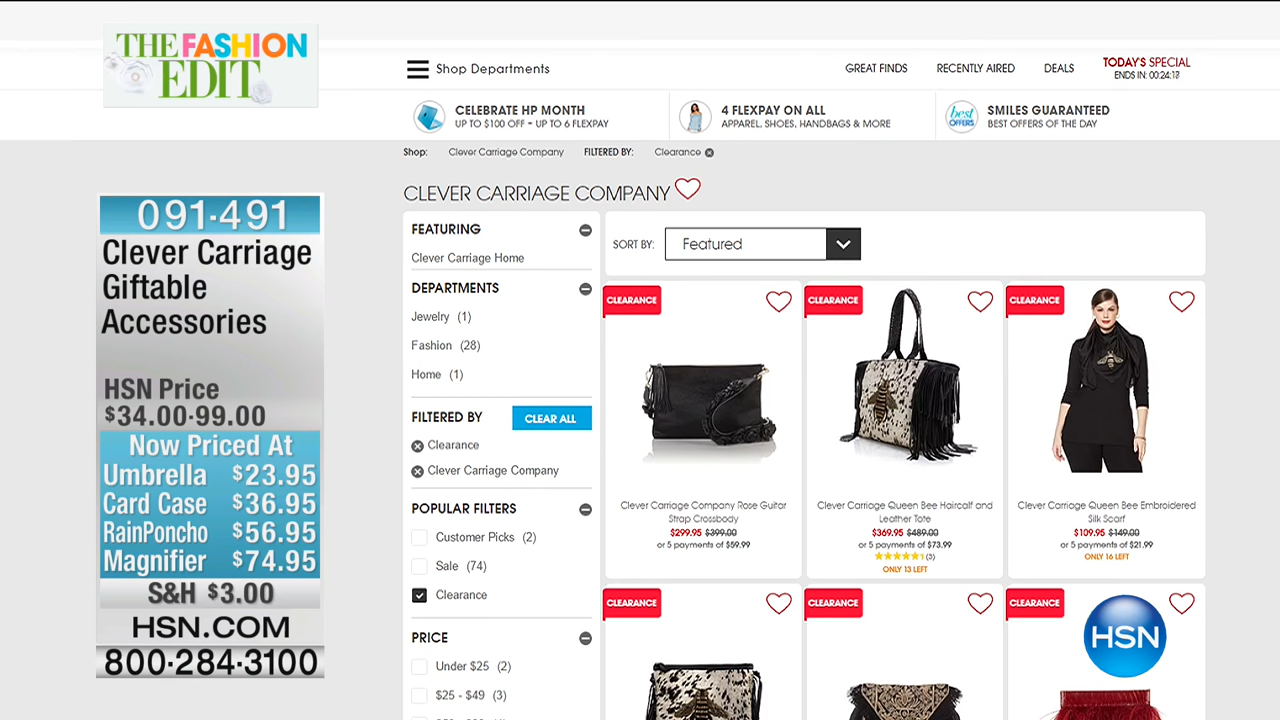 THE FASHION
EDIT
Shop Departments
GREAT FINDS
RECENTLY AIRED
DEALS
TODAY'S SPECIAL
CELEBRATE HP MONTH
UP TO $100 OFF - UP TO 6 FLEXPAY
4 FLEXPAY ON ALL
APPAREL, SHOES, HANDBAGS & MORE
best
OFFERS
SMILES GUARANTEED
BEST OFFERS OF THE DAY
Shop: Clever Carriage Company FILTERED BY: Clearance
CLEVER CARRIAGE COMPANY
091-491
Clever Carriage
Giftable
Accessories
HSN Price
$34.00-99.00
Now Priced At
Umbrella $23.95
Card Case $36.95
RainPoncho $56.95
Magnifier $74.95
S&H $3.00
HSN.COM
800-284-3100
FEATURING
Clever Carriage Home
DEPARTMENTS
Jewelry (1)
Fashion (28)
Home (1)
FILTERED BY CLEAR ALL
Clearance
Clever Carriage Company
POPULAR FILTERS
Customer Picks (2)
Sale (74)
Clearance
PRICE
Under $25 (2)
$25 - $49 (3)
SORT BY: Featured
CLEARANCE
Clever Carriage Company Rose Guitar
Strap Crossbody
$299.95 $399.00
or 5 payments of $59.99
CLEARANCE
Clever Carriage Queen Bee Haircalf and
Leather Tote
$369.95 $489.00
or 5 payments of $73.99
(3)
ONLY 13 LEFT
CLEARANCE
Clever Carriage Queen Bee Embroidered
Silk Scarf
$109.95 $149.00
or 5 payments of $21.99
ONLY 16 LEFT
CLEARANCE
CLEARANCE
CLEARANCE
HSN